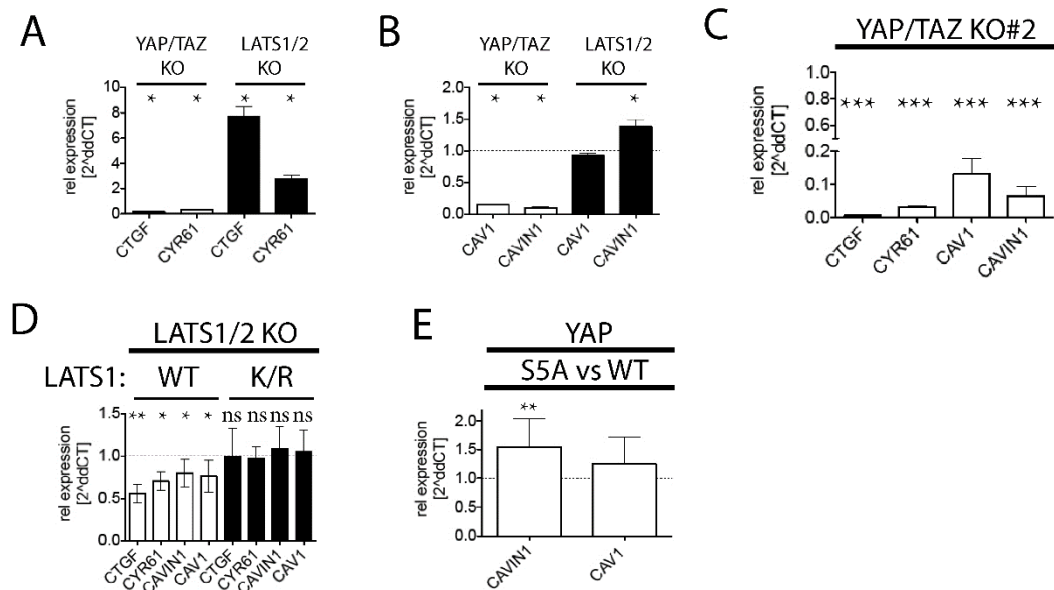 A
YAP/TAZ
KO
LATS1/2
KO
* * * *
rel expression
[2^ddCT]
10
8
6
4
2
0
CTGF
CYR61
CTGF
CYR61
B
YAP/TAZ
KO
LATS1/2
KO
* * *
rel expression
[2^ddCT]
2.0
1.5
1.0
0.5
0.0
CAV1
CAVIN1
CAV1
CAVIN1
C
YAP/TAZ KO#2
*** *** *** ***
rel expression
[2^ddCT]
1.0
0.8
0.6
0.4
0.2
0.1
0.0
CTGF
CYR61
CAV1
CAVIN1
D
LATS1/2 KO
LATS1: WT K/R
** * * * ns ns ns ns
rel expression
[2^ddCT]
1.5
1.0
0.5
0.0
CTGF
CYR61
CAVIN1
CAV1
CTGF
CYR61
CAVIN1
CAV1
E
YAP
S5A vs WT
**
rel expression
[2^ddCT]
2.5
2.0
1.5
1.0
0.5
0.0
CAVIN1
CAV1